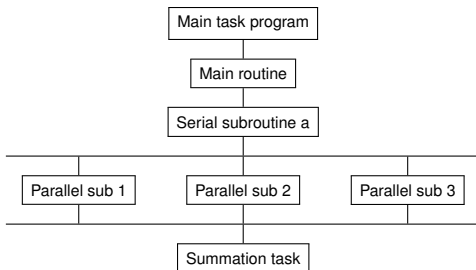 Main task program
Main routine
Serial subroutine a
Parallel sub 1
Parallel sub 2
Parallel sub 3
Summation task